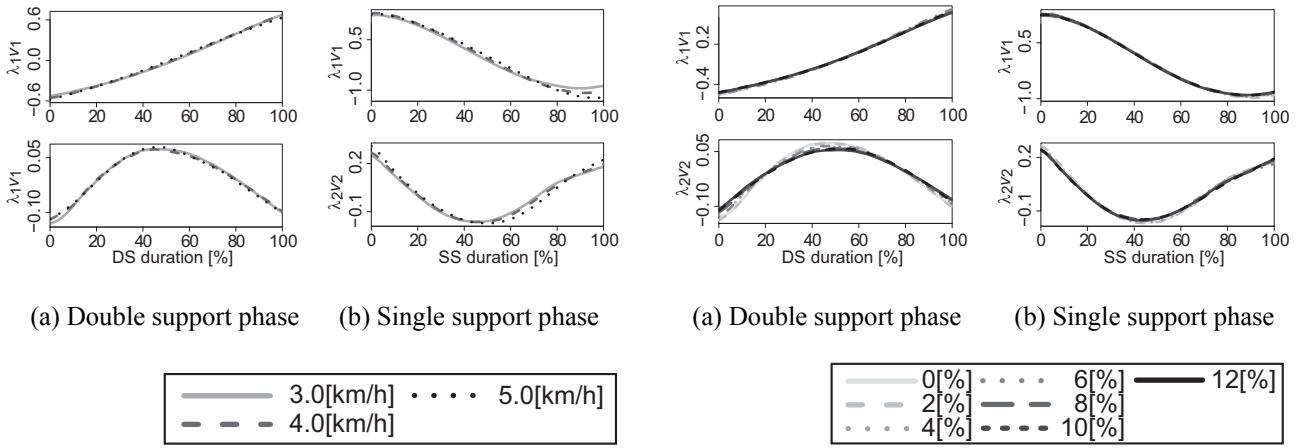 λ1v1
0.6
0.0
−0.6
0 20 40 60 80 100
λ1v1
0.5
−1.0
0 20 40 60 80 100
λ1v1
0.2
−0.4
0 20 40 60 80 100
λ1v1
0.5
−1.0
0 20 40 60 80 100
λ1v1
0.05
−0.10
0 20 40 60 80 100
DS duration [%]
λ2v2
0.2
−0.1
0 20 40 60 80 100
SS duration [%]
λ2v2
0.05
−0.10
0 20 40 60 80 100
DS duration [%]
λ2v2
0.2
−0.1
0 20 40 60 80 100
SS duration [%]
(a) Double support phase
(b) Single support phase
(a) Double support phase
(b) Single support phase
3.0[km/h]
5.0[km/h]
4.0[km/h]
0[%]
6[%]
12[%]
2[%]
8[%]
4[%]
10[%]